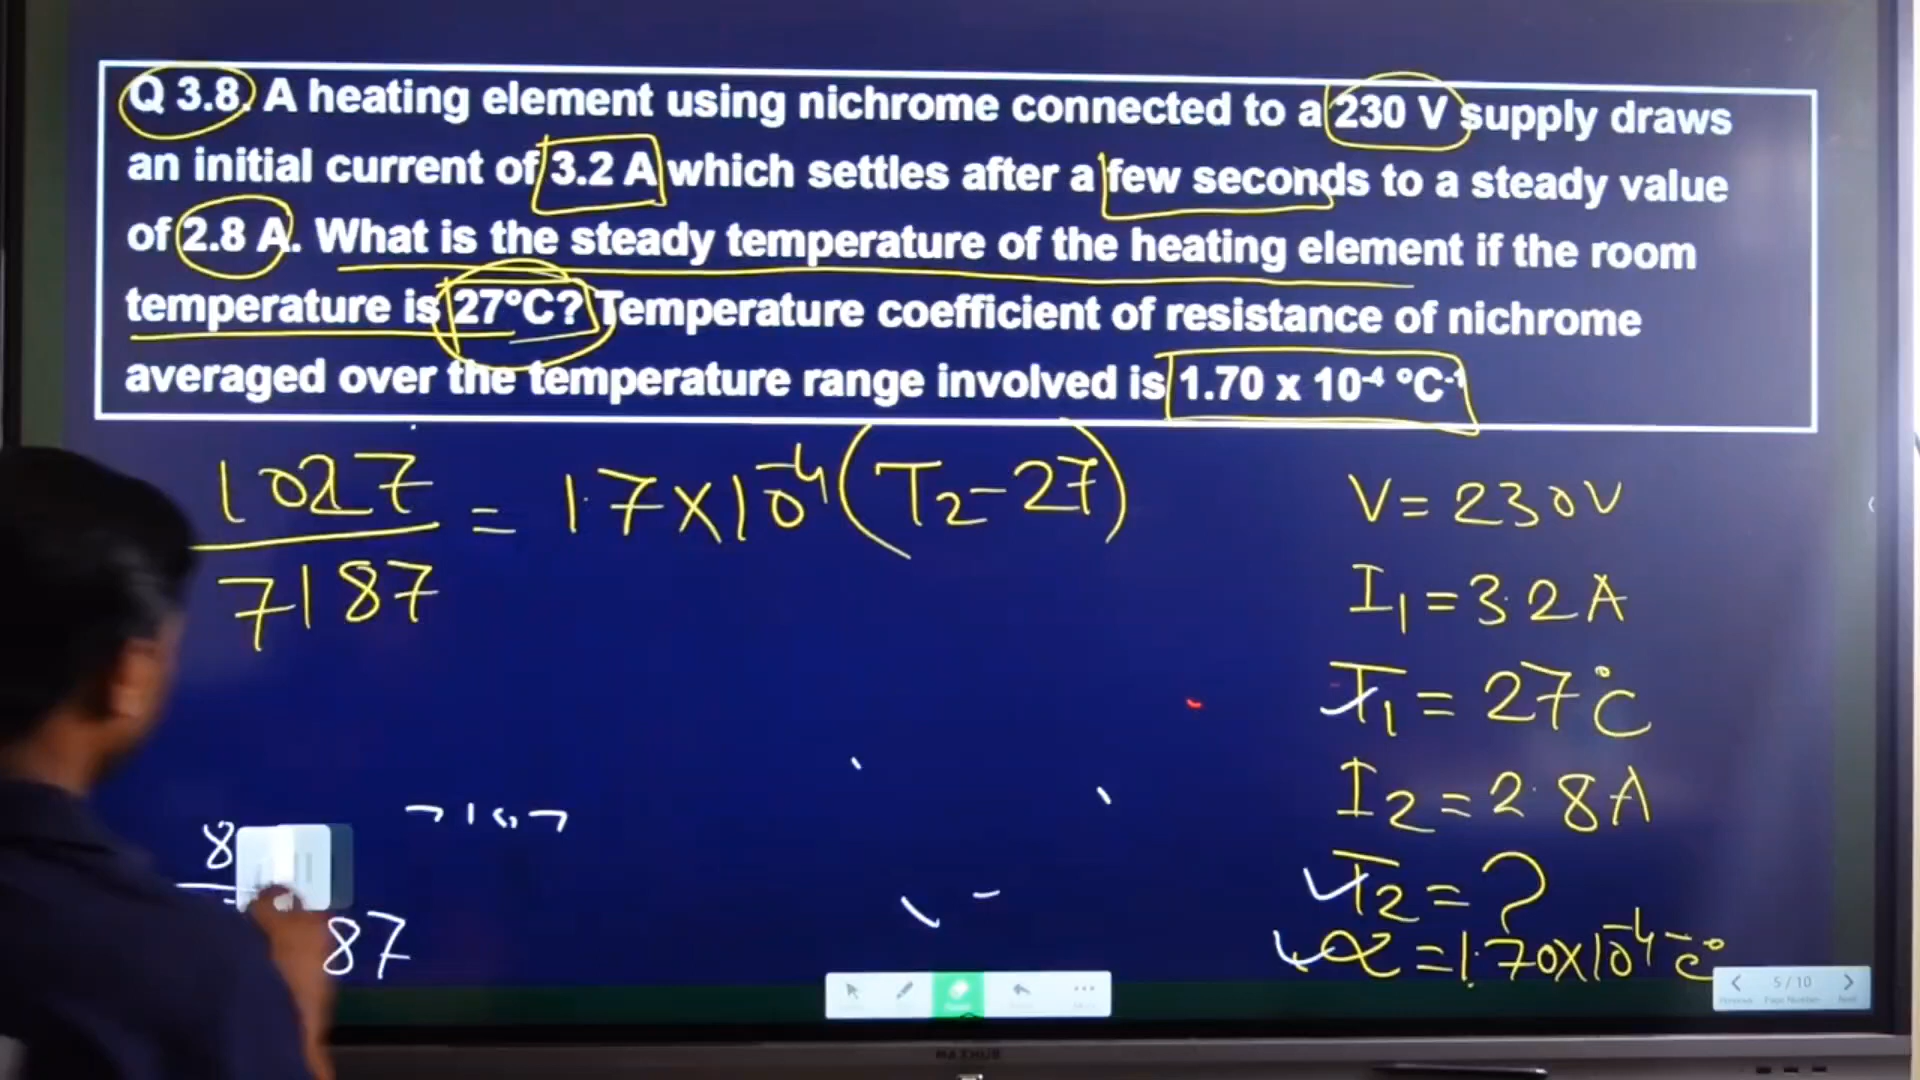 Q 3.8. A heating element using nichrome connected to a 230 V supply draws
an initial current of 3.2 A which settles after a few seconds to a steady value
of 2.8 A. What is the steady temperature of the heating element if the room
temperature is 27°C? Temperature coefficient of resistance of nichrome
averaged over the temperature range involved is 1.70 x 10⁻⁴ °C⁻¹
1027
7187
= 1.7×10⁻⁴(T₂-27)
V = 230V
I₁ = 3.2 A
T₁ = 27°C
I₂ = 2.8A
T₂ = ?
α = 1.70×10⁻⁴ °C⁻
8
87
5 / 10
Page Number